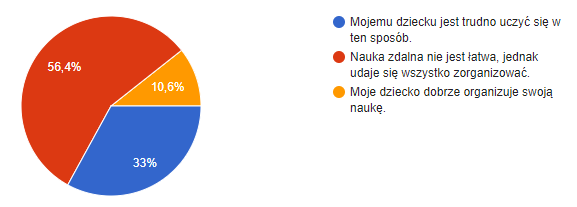 56,4%
10,6%
33%
Mojemu dziecku jest trudno uczyć się w
ten sposób.
Nauka zdalna nie jest łatwa, jednak
udaje się wszystko zorganizować.
Moje dziecko dobrze organizuje swoją
naukę.